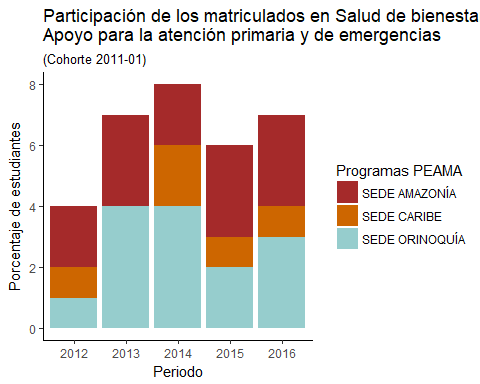 Participación de los matriculados en Salud de bienesta
Apoyo para la atención primaria y de emergencias
(Cohorte 2011-01)
Porcentaje de estudiantes
8
6
4
2
0
2012 2013 2014 2015 2016
Periodo
Programas PEAMA
SEDE AMAZONÍA
SEDE CARIBE
SEDE ORINOQUÍA